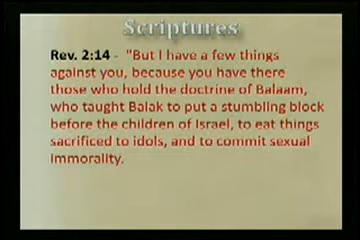 Scriptures
Rev. 2:14 - "But I have a few things
against you, because you have there
those who hold the doctrine of Balaam,
who taught Balak to put a stumbling block
before the children of Israel, to eat things
sacrificed to idols, and to commit sexual
immorality.